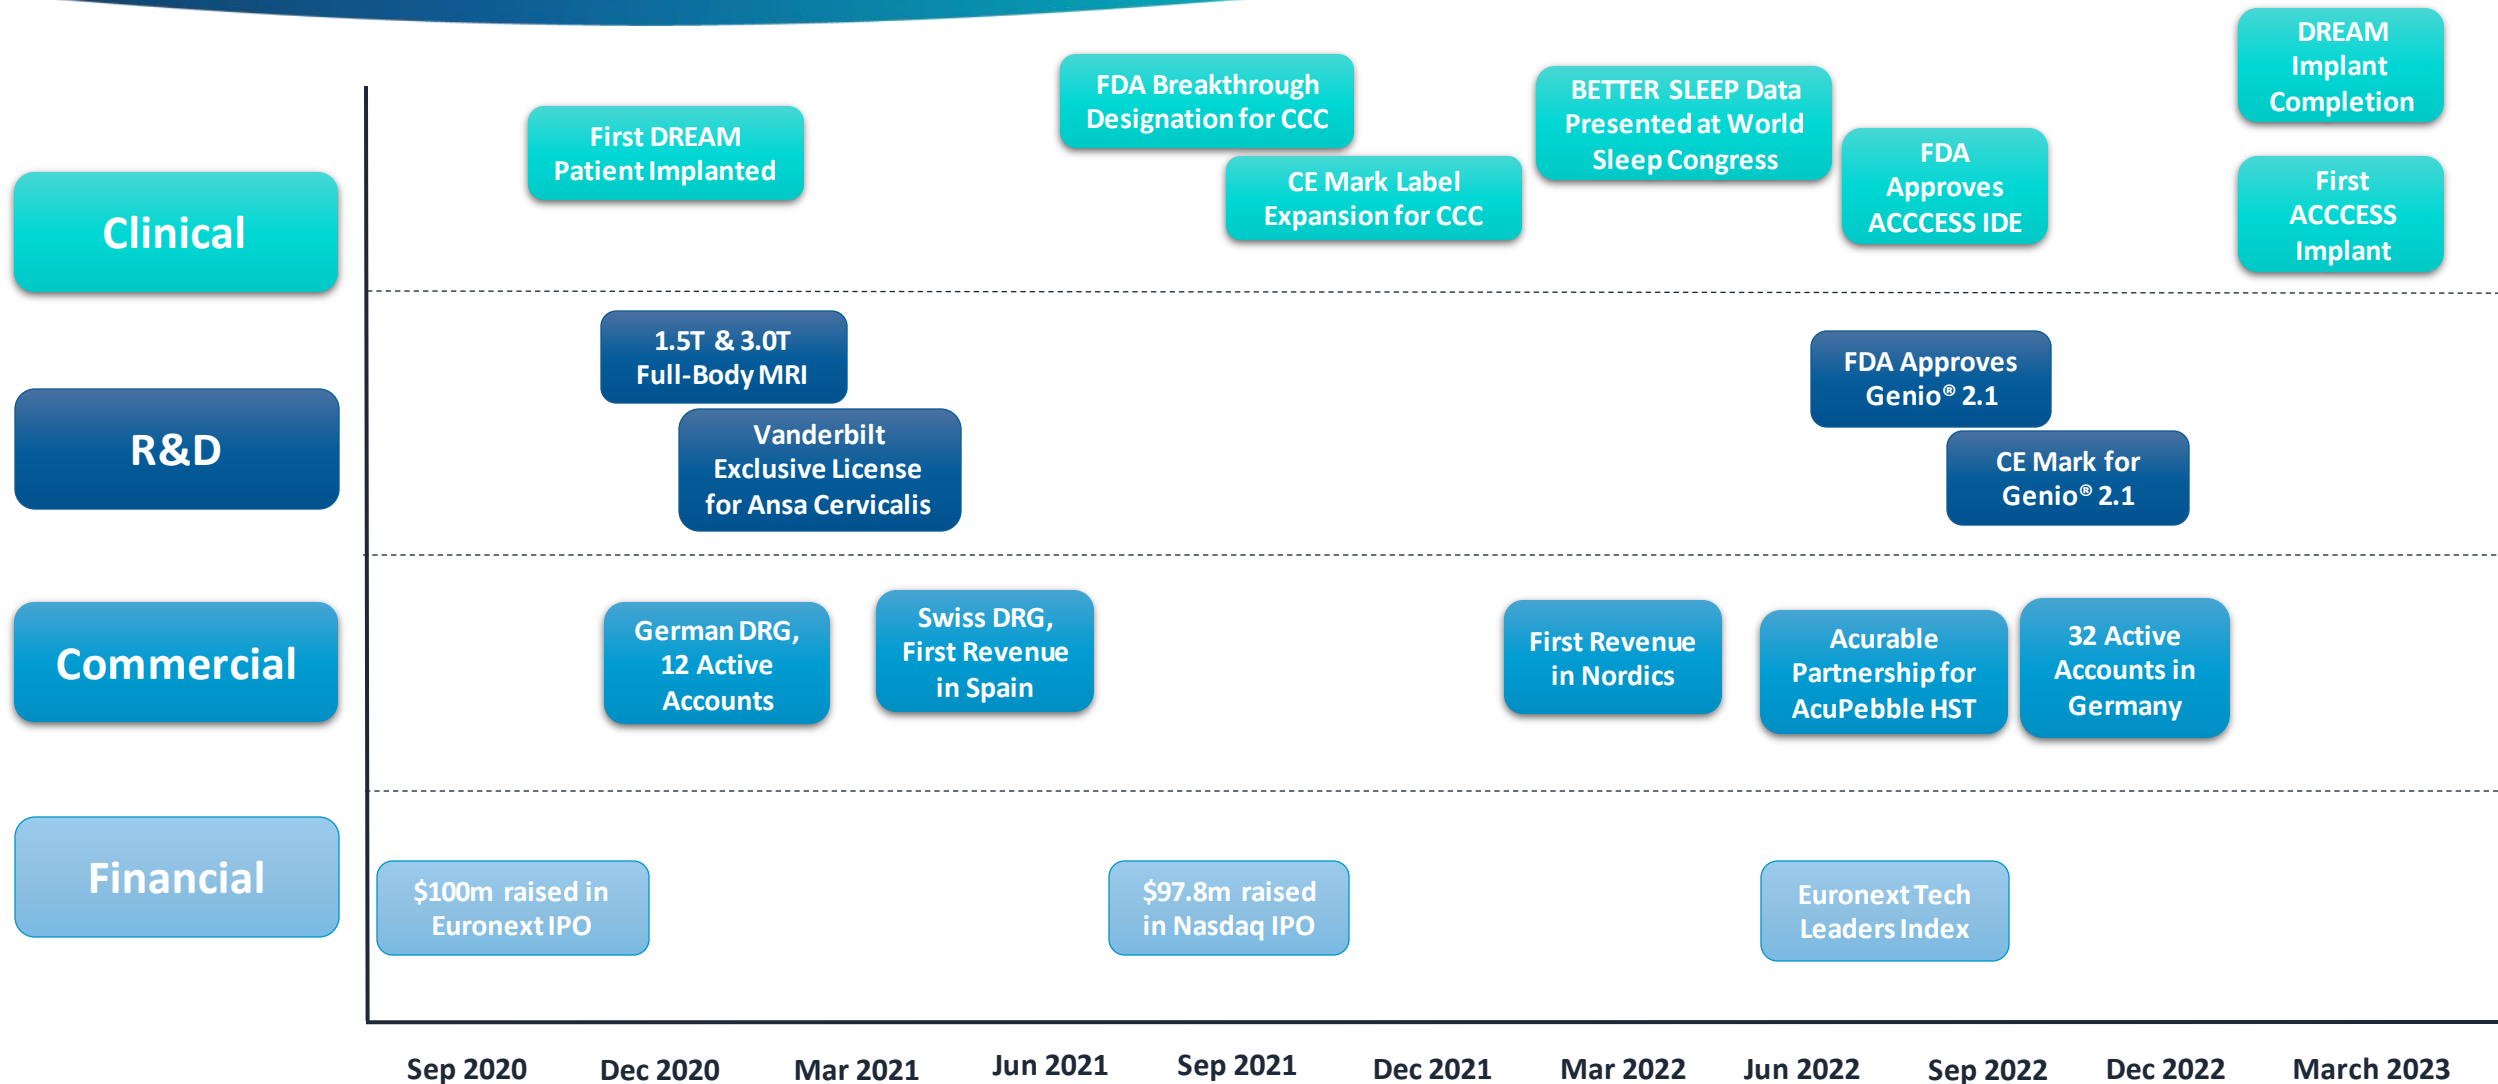 Clinical
First DREAM
Patient Implanted
FDA Breakthrough
Designation for CCC
CE Mark Label
Expansion for CCC
BETTER SLEEP Data
Presented at World
Sleep Congress
FDA
Approves
ACCCESS IDE
DREAM
Implant
Completion
First
ACCCESS
Implant
R&D
1.5T & 3.0T
Full-Body MRI
Vanderbilt
Exclusive License
for Ansa Cervicalis
FDA Approves
Genio® 2.1
CE Mark for
Genio® 2.1
Commercial
German DRG,
12 Active
Accounts
Swiss DRG,
First Revenue
in Spain
First Revenue
in Nordics
Acurable
Partnership for
AcuPebble HST
32 Active
Accounts in
Germany
Financial
$100m raised in
Euronext IPO
$97.8m raised
in Nasdaq IPO
Euronext Tech
Leaders Index
Sep 2020
Dec 2020
Mar 2021
Jun 2021
Sep 2021
Dec 2021
Mar 2022
Jun 2022
Sep 2022
Dec 2022
March 2023